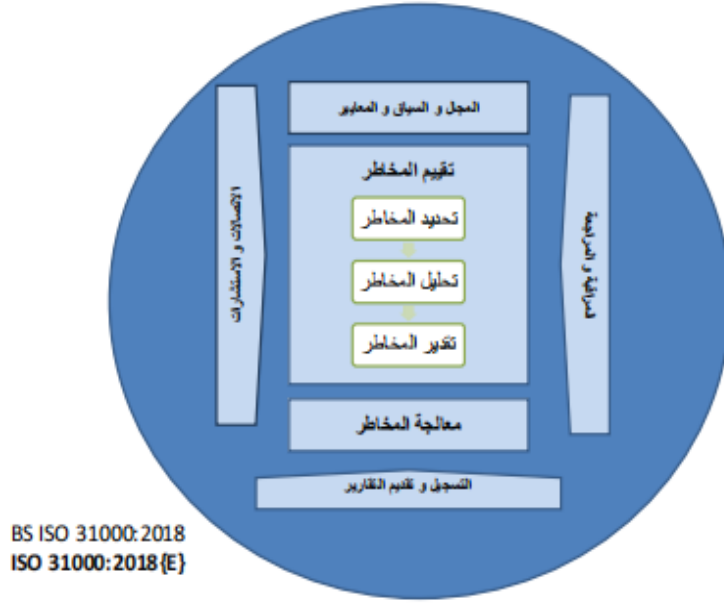 المجل و السياق و المعايير
تقييم المخاطر
تحديد المخاطر
تحليل المخاطر
تقدير المخاطر
معالجة المخاطر
التسجيل و تقديم التقارير
الاتصالات و الاستشارات
المراقبة و المراجعة
BS ISO 31000:2018
ISO 31000:2018{E}